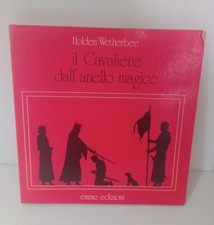 Holden Wetherbee
il Cavaliere
dall'anello magico
emme edizioni